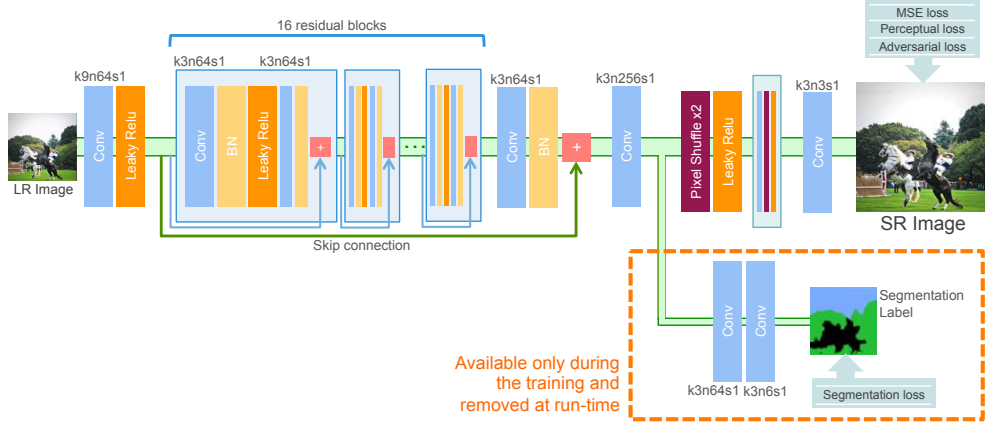 MSE loss
Perceptual loss
Adversarial loss
16 residual blocks
k9n64s1
k3n64s1
k3n64s1
k3n64s1
k3n256s1
k3n3s1
Conv
Leaky Relu
Conv
BN
Leaky Relu
+
...
Conv
BN
+
Conv
Pixel Shuffle x2
Leaky Relu
Conv
LR Image
SR Image
Skip connection
Conv
Conv
Segmentation
Label
Available only during
the training and
removed at run-time
k3n64s1
k3n6s1
Segmentation loss